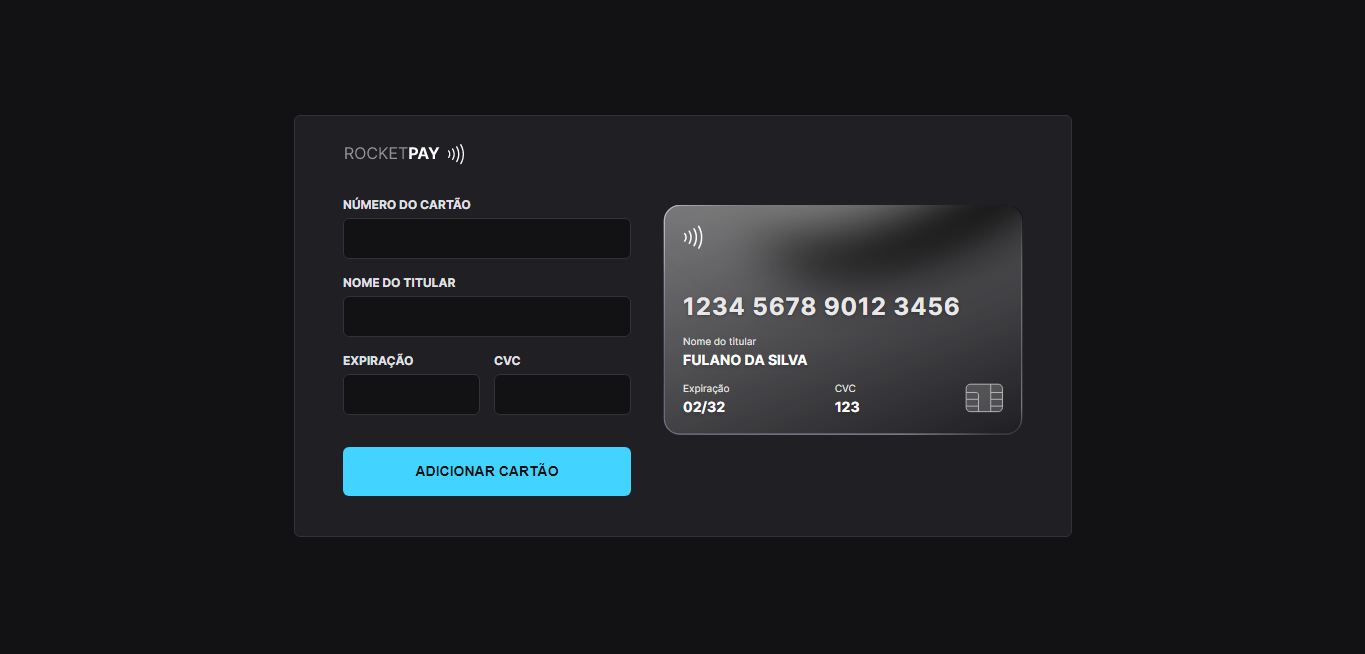 ROCKETPAY
NÚMERO DO CARTÃO
NOME DO TITULAR
EXPIRAÇÃO CVC
ADICIONAR CARTÃO
1234 5678 9012 3456
Nome do titular
FULANO DA SILVA
Expiração CVC
02/32 123